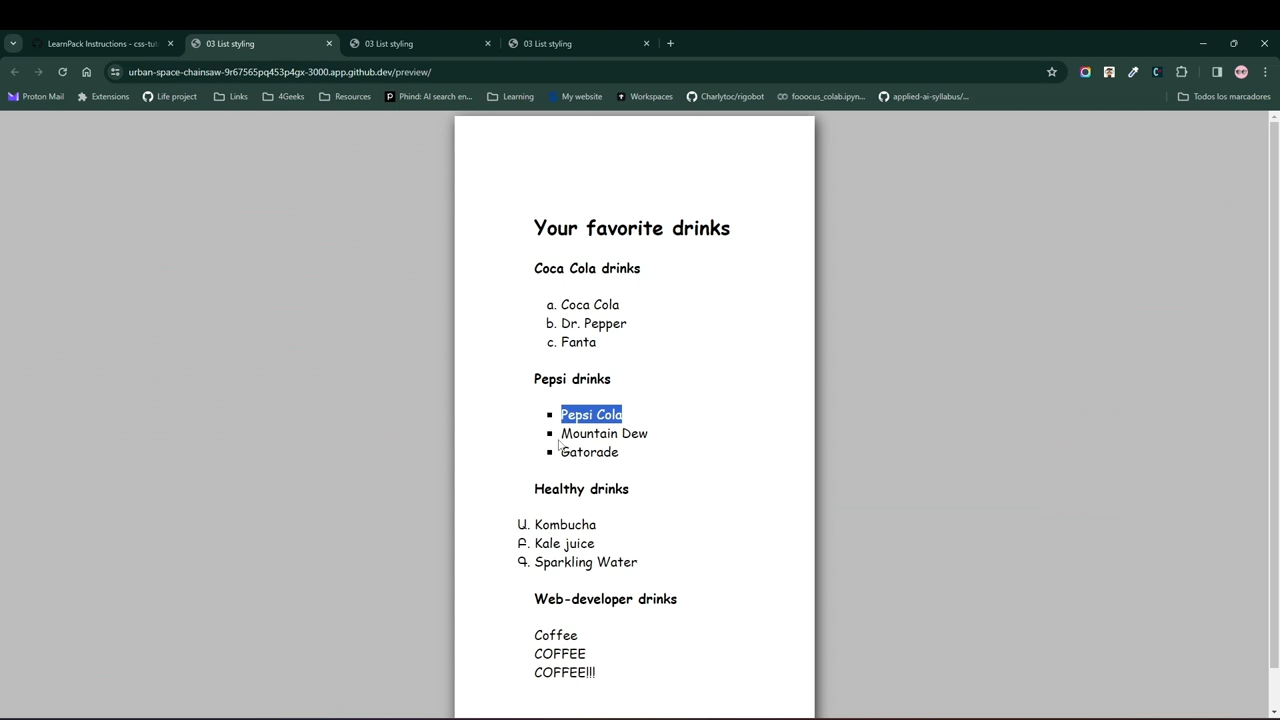 LearnPack Instructions - css-tut
03 List styling
03 List styling
03 List styling
urban-space-chainsaw-9r67565pq453p4gx-3000.app.github.dev/preview/
Proton Mail
Extensions
Life project
Links
4Geeks
Resources
Phind: AI search en...
Learning
My website
Workspaces
Charlytoc/rigobot
fooocus_colab.ipyn...
applied-ai-syllabus/...
Todos los marcadores
Your favorite drinks
Coca Cola drinks
a. Coca Cola
b. Dr. Pepper
c. Fanta
Pepsi drinks
▪ Pepsi Cola
▪ Mountain Dew
▪ Gatorade
Healthy drinks
Ա. Kombucha
Բ. Kale juice
Գ. Sparkling Water
Web-developer drinks
Coffee
COFFEE
COFFEE!!!